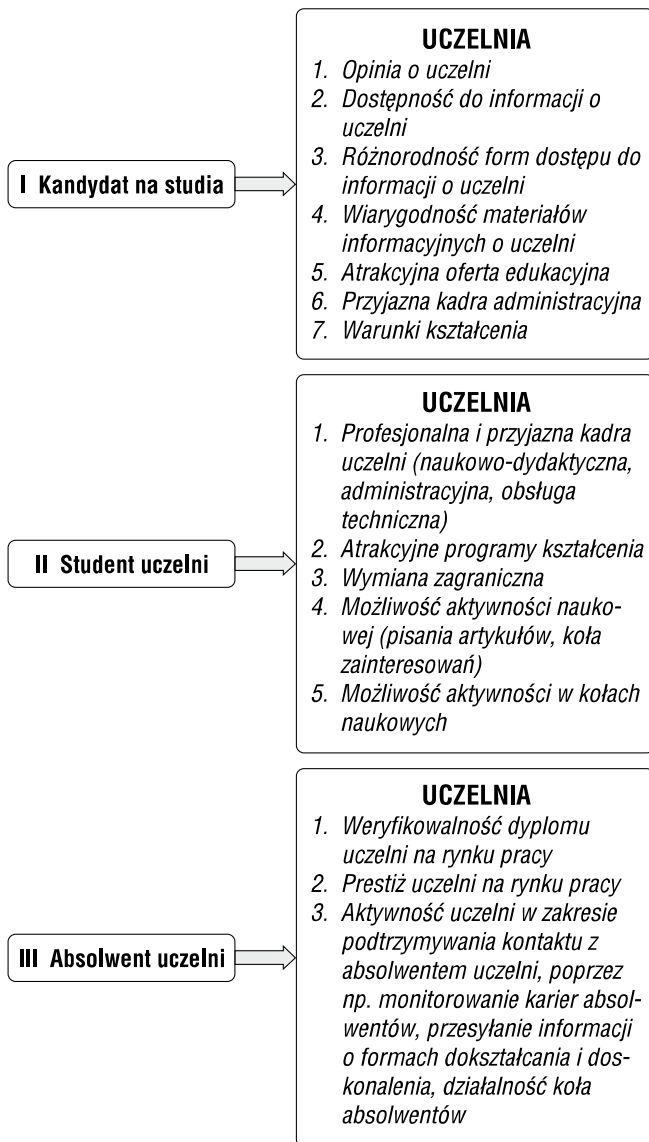 UCZELNIA
1. Opinia o uczelni
2. Dostępność do informacji o
uczelni
3. Różnorodność form dostępu do
informacji o uczelni
4. Wiarygodność materiałów
informacyjnych o uczelni
5. Atrakcyjna oferta edukacyjna
6. Przyjazna kadra administracyjna
7. Warunki kształcenia
I Kandydat na studia
UCZELNIA
1. Profesjonalna i przyjazna kadra
uczelni (naukowo-dydaktyczna,
administracyjna, obsługa
techniczna)
2. Atrakcyjne programy kształcenia
3. Wymiana zagraniczna
4. Możliwość aktywności nauko-
wej (pisania artykułów, koła
zainteresowań)
5. Możliwość aktywności w kołach
naukowych
II Student uczelni
UCZELNIA
1. Weryfikowalność dyplomu
uczelni na rynku pracy
2. Prestiż uczelni na rynku pracy
3. Aktywność uczelni w zakresie
podtrzymywania kontaktu z
absolwentem uczelni, poprzez
np. monitorowanie karier absol-
wentów, przesyłanie informacji
o formach dokształcania i dos-
konalenia, działalność koła
absolwentów
III Absolwent uczelni